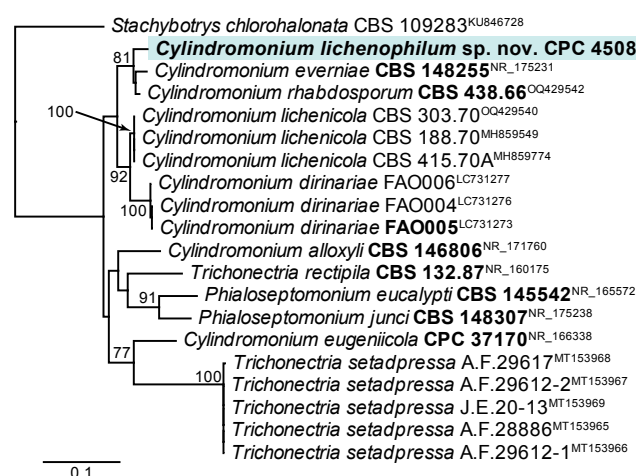 Stachybotrys chlorohalonata CBS 109283KU846728
81
Cylindromonium lichenophilum sp. nov. CPC 4508
Cylindromonium everniae CBS 148255NR_175231
Cylindromonium rhabdosporum CBS 438.66OQ429542
100
Cylindromonium lichenicola CBS 303.70OQ429540
Cylindromonium lichenicola CBS 188.70MH859549
Cylindromonium lichenicola CBS 415.70AMH859774
92
Cylindromonium dirinariae FAO006LC731277
Cylindromonium dirinariae FAO004LC731276
100
Cylindromonium dirinariae FAO005LC731273
Cylindromonium alloxyli CBS 146806NR_171760
Trichonectria rectipila CBS 132.87NR_160175
91
Phialoseptomonium eucalypti CBS 145542NR_165572
Phialoseptomonium junci CBS 148307NR_175238
Cylindromonium eugeniicola CPC 37170NR_166338
77
Trichonectria setadpressa A.F.29617MT153968
100
Trichonectria setadpressa A.F.29612-2MT153967
Trichonectria setadpressa J.E.20-13MT153969
Trichonectria setadpressa A.F.28886MT153965
Trichonectria setadpressa A.F.29612-1MT153966
0.1